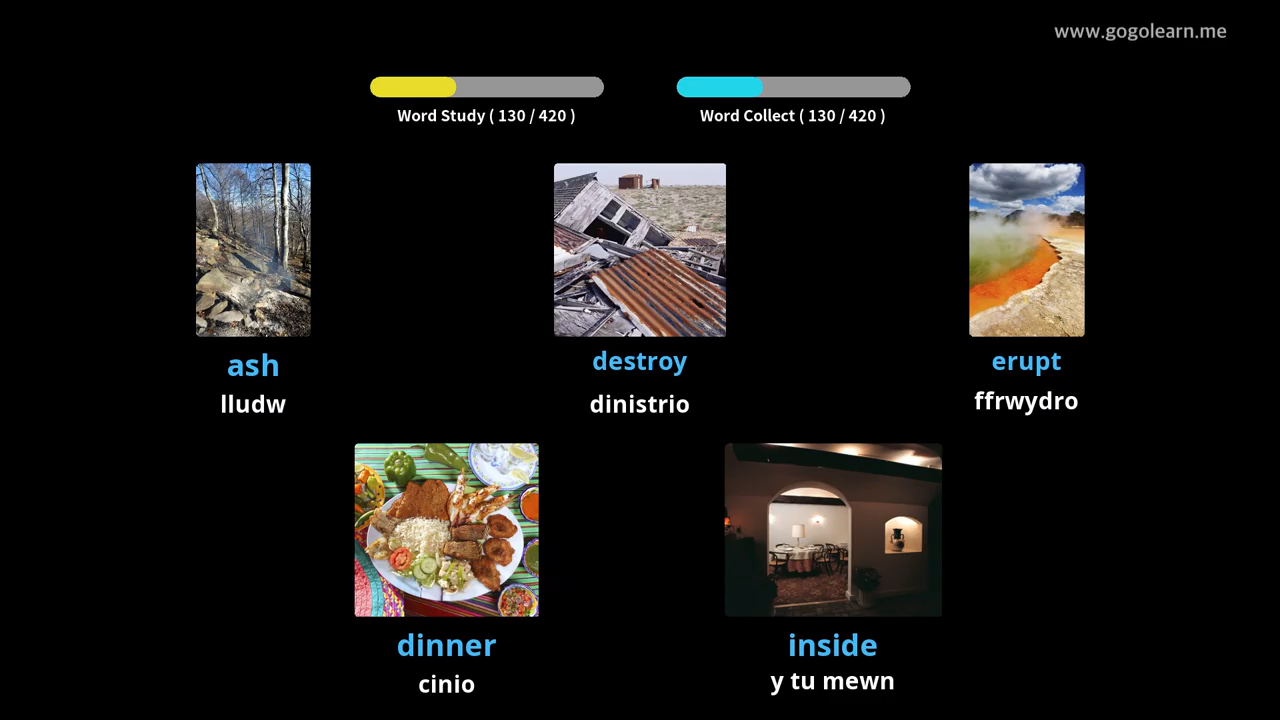 www.gogolearn.me
Word Study ( 130 / 420 )
Word Collect ( 130 / 420 )
ash
lludw
destroy
dinistrio
erupt
ffrwydro
dinner
cinio
inside
y tu mewn